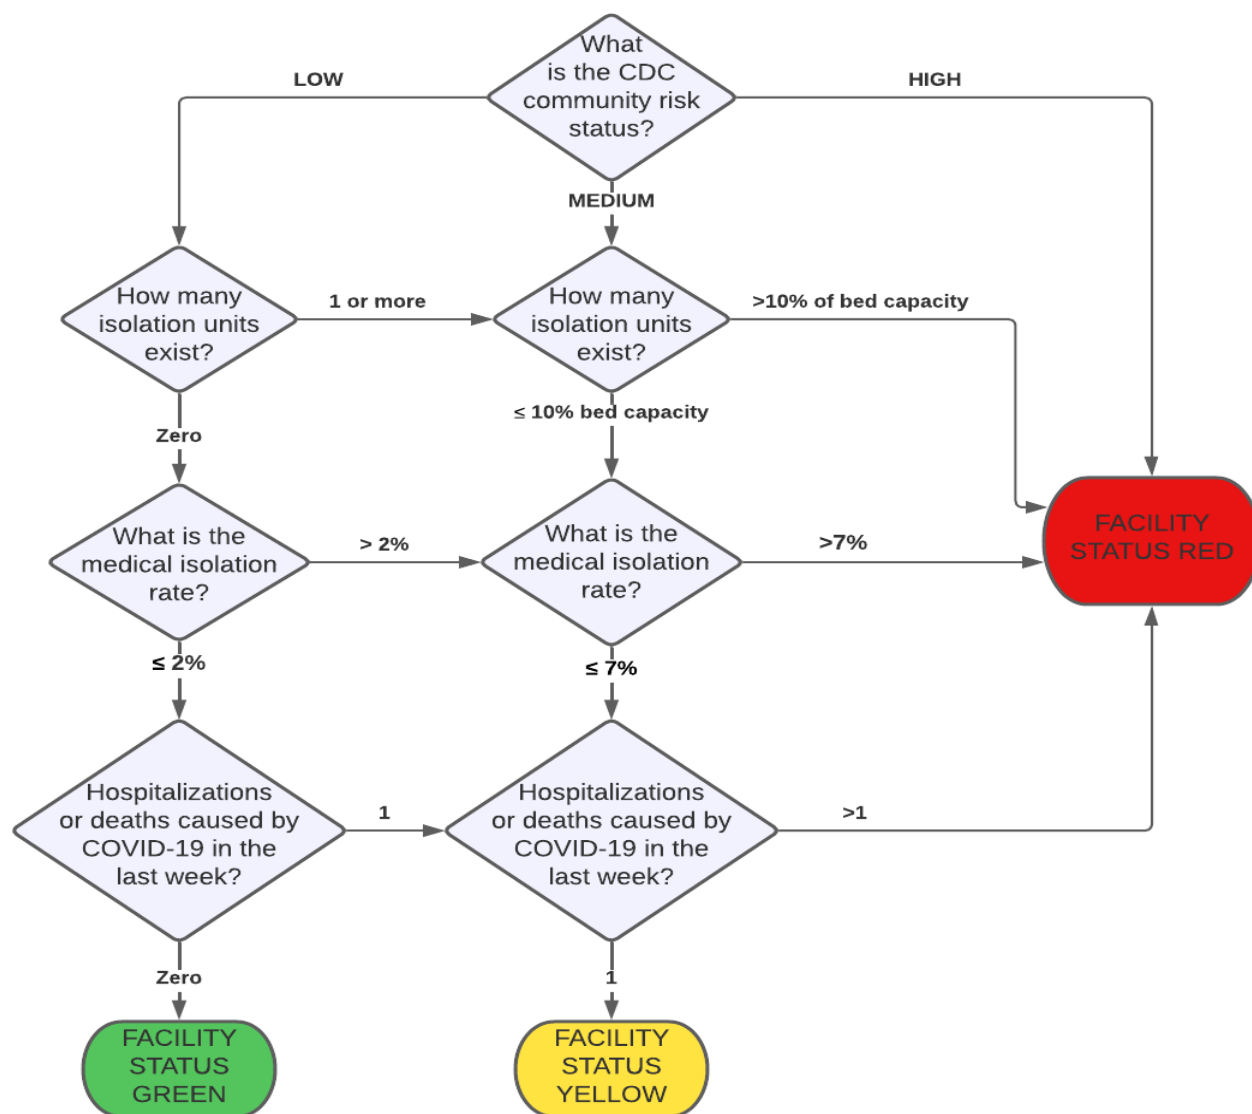 What
is the CDC
community risk
status?
LOW
HIGH
MEDIUM
How many
isolation units
exist?
1 or more
How many
isolation units
exist?
>10% of bed capacity
Zero
≤ 10% bed capacity
What is the
medical isolation
rate?
> 2%
What is the
medical isolation
rate?
>7%
FACILITY
STATUS RED
≤ 2%
≤ 7%
Hospitalizations
or deaths caused by
COVID-19 in the
last week?
1
Hospitalizations
or deaths caused by
COVID-19 in the
last week?
>1
Zero
1
FACILITY
STATUS
GREEN
FACILITY
STATUS
YELLOW